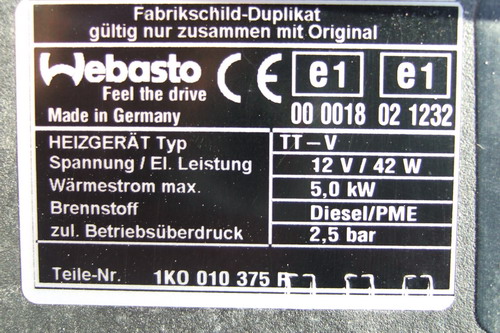 Fabrikschild-Duplikat
gültig nur zusammen mit Original
Webasto CE e1 e1
Feel the drive
Made in Germany 00 0018 02 1232
HEIZGERÄT Typ TT – V
Spannung / El. Leistung 12 V / 42 W
Wärmestrom max. 5,0 kW
Brennstoff Diesel/PME
zul. Betriebsüberdruck 2,5 bar
Teile-Nr. 1K0 010 375